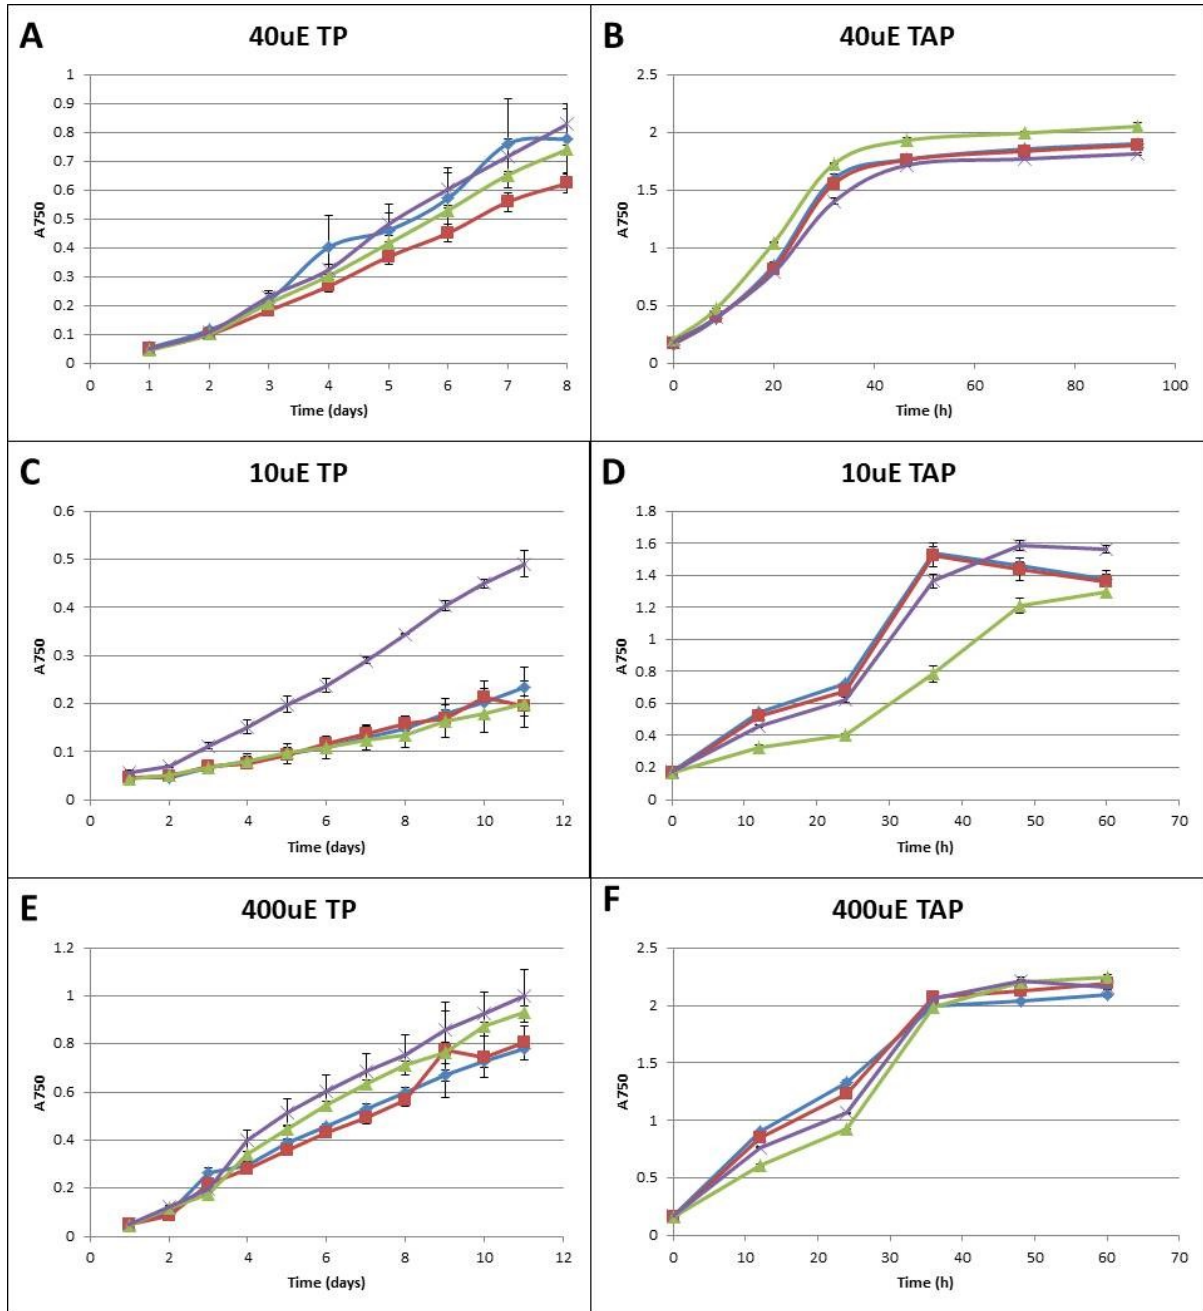 A
40uE TP
1
0.9
0.8
0.7
0.6
0.5
0.4
0.3
0.2
0.1
0
A750
0 1 2 3 4 5 6 7 8
Time (days)
B
40uE TAP
2.5
2
1.5
1
0.5
0
A750
0 20 40 60 80 100
Time (h)
C
10uE TP
0.6
0.5
0.4
0.3
0.2
0.1
0
A750
0 2 4 6 8 10 12
Time (days)
D
10uE TAP
1.8
1.6
1.4
1.2
1
0.8
0.6
0.4
0.2
0
A750
0 10 20 30 40 50 60 70
Time (h)
E
400uE TP
1.2
1
0.8
0.6
0.4
0.2
0
A750
0 2 4 6 8 10 12
Time (days)
F
400uE TAP
2.5
2
1.5
1
0.5
0
A750
0 10 20 30 40 50 60 70
Time (h)